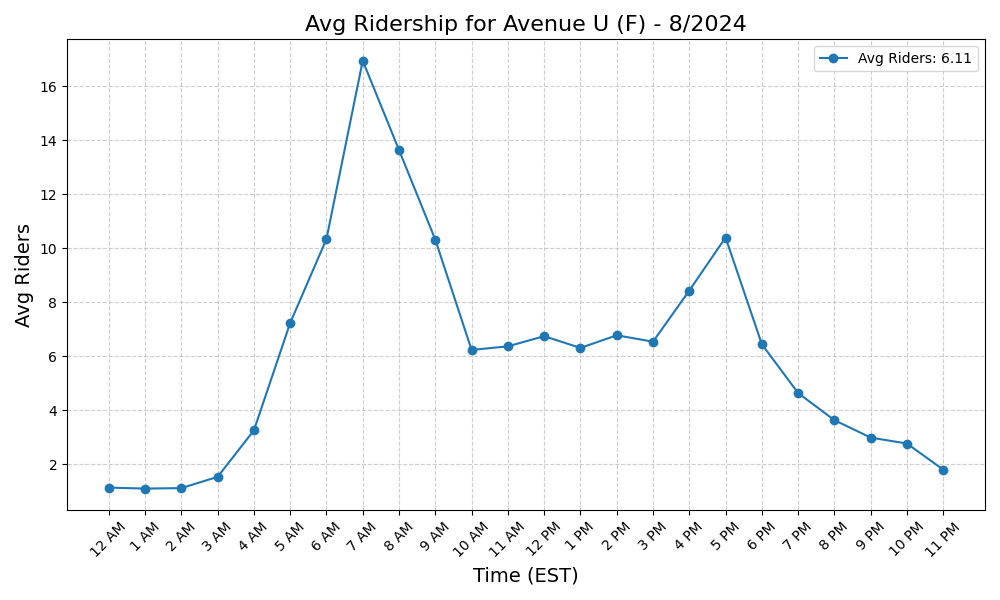 Avg Ridership for Avenue U (F) - 8/2024
Avg Riders: 6.11
Avg Riders
16
14
12
10
8
6
4
2
12 AM
1 AM
2 AM
3 AM
4 AM
5 AM
6 AM
7 AM
8 AM
9 AM
10 AM
11 AM
12 PM
1 PM
2 PM
3 PM
4 PM
5 PM
6 PM
7 PM
8 PM
9 PM
10 PM
11 PM
Time (EST)